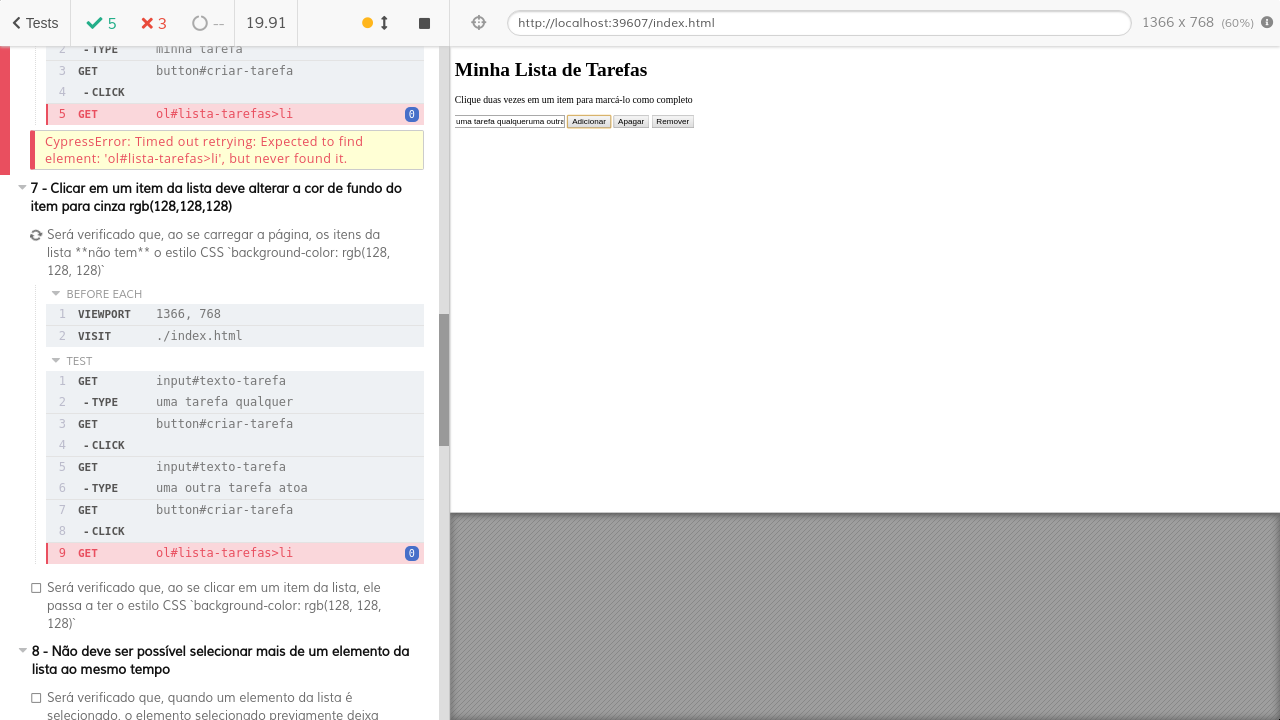 Tests
5
3
--
19.91
2 - TYPE minha tarefa
3 GET button#criar-tarefa
4 - CLICK
5 GET ol#lista-tarefas>li 0
CypressError: Timed out retrying: Expected to find
element: 'ol#lista-tarefas>li', but never found it.
7 - Clicar em um item da lista deve alterar a cor de fundo do
item para cinza rgb(128,128,128)
Será verificado que, ao se carregar a página, os itens da
lista **não tem** o estilo CSS `background-color: rgb(128,
128, 128)`
BEFORE EACH
1 VIEWPORT 1366, 768
2 VISIT ./index.html
TEST
1 GET input#texto-tarefa
2 - TYPE uma tarefa qualquer
3 GET button#criar-tarefa
4 - CLICK
5 GET input#texto-tarefa
6 - TYPE uma outra tarefa atoa
7 GET button#criar-tarefa
8 - CLICK
9 GET ol#lista-tarefas>li 0
Será verificado que, ao se clicar em um item da lista, ele
passa a ter o estilo CSS `background-color: rgb(128, 128,
128)`
8 - Não deve ser possível selecionar mais de um elemento da
lista ao mesmo tempo
Será verificado que, quando um elemento da lista é
selecionado, o elemento selecionado previamente deixa
http://localhost:39607/index.html
1366 x 768 (60%)
Minha Lista de Tarefas
Clique duas vezes em um item para marcá-lo como completo
uma tarefa qualqueruma outra Adicionar Apagar Remover